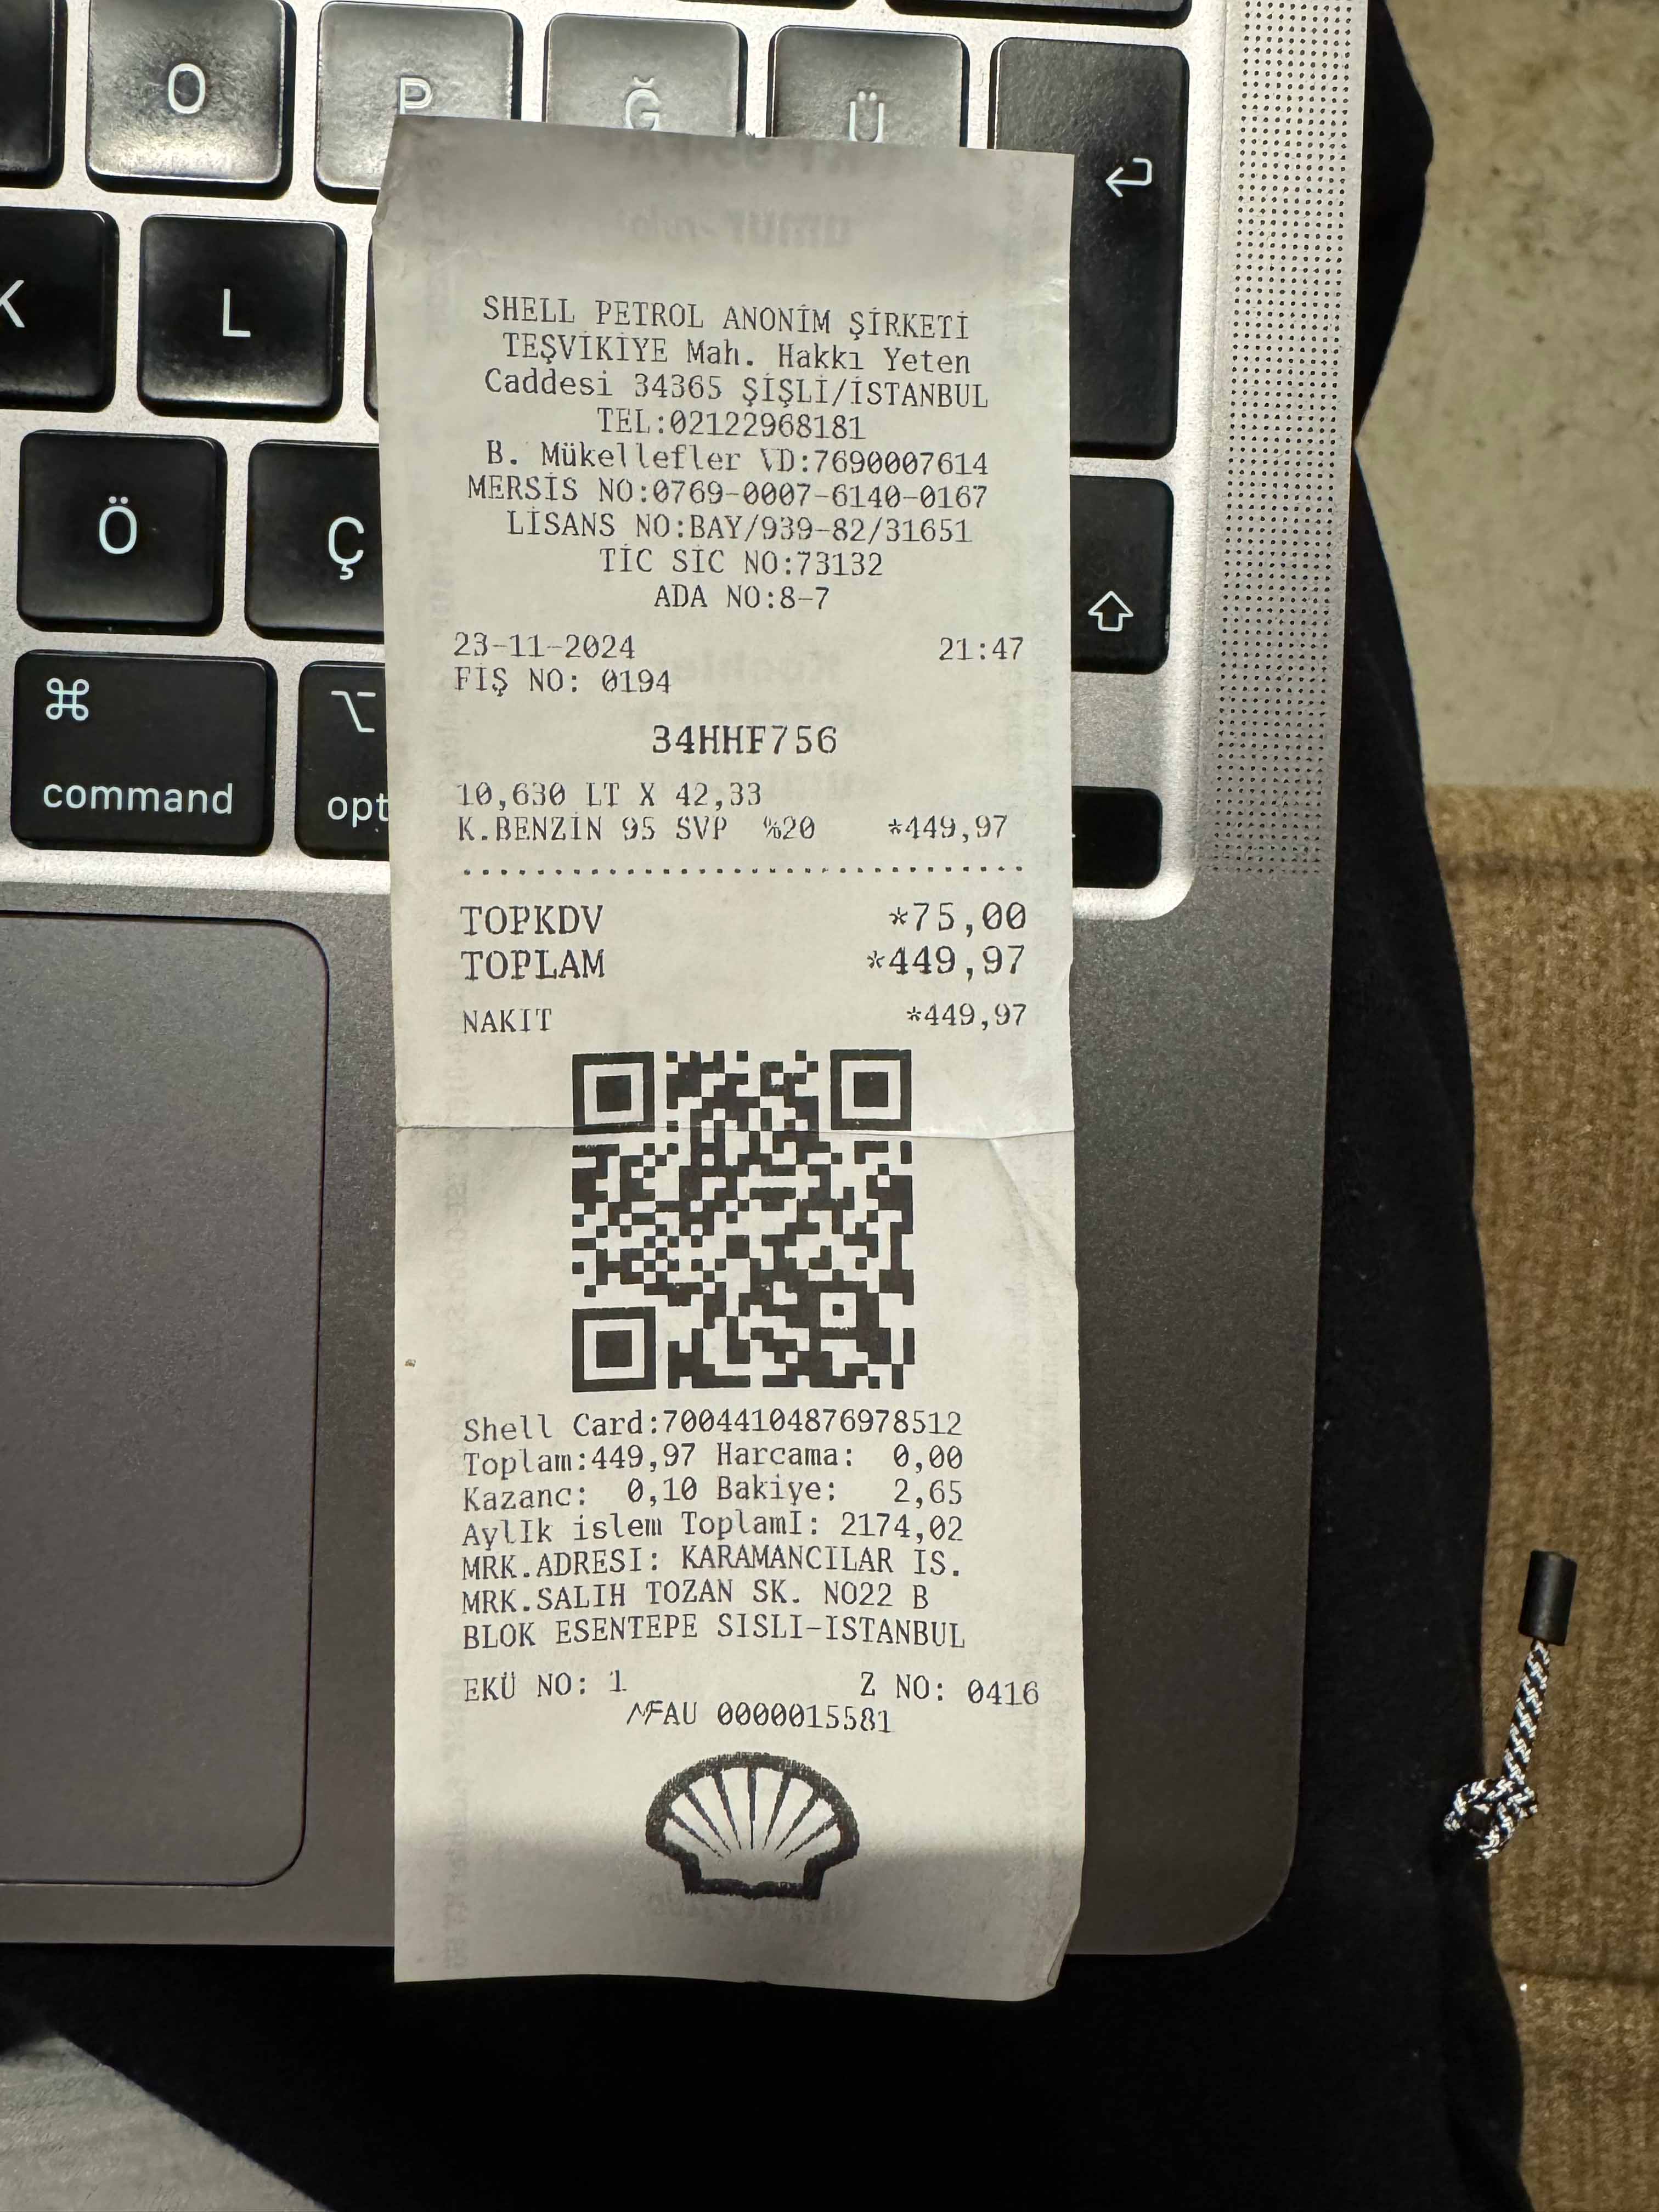 O
P
Ğ
Ü
K
L
Ö
Ç
command
opt
SHELL PETROL ANONİM ŞİRKETİ
TEŞVİKİYE Mah. Hakkı Yeten
Caddesi 34365 ŞİŞLİ/İSTANBUL
TEL:02122968181
B. Mükellefler VD:7690007614
MERSİS NO:0769-0007-6140-0167
LİSANS NO:BAY/939-82/31651
TİC SİC NO:73132
ADA NO:8-7
23-11-2024 21:47
FİŞ NO: 0194
34HHF756
10,630 LT X 42,33
K.BENZİN 95 SVP %20 *449,97
TOPKDV *75,00
TOPLAM *449,97
NAKIT *449,97
Shell Card:70044104876978512
Toplam:449,97 Harcama: 0,00
Kazanc: 0,10 Bakiye: 2,65
AylIk islem ToplamI: 2174,02
MRK.ADRESI: KARAMANCILAR IS.
MRK.SALIH TOZAN SK. NO22 B
BLOK ESENTEPE SISLI-ISTANBUL
EKÜ NO: 1 Z NO: 0416
MF AU 0000015581